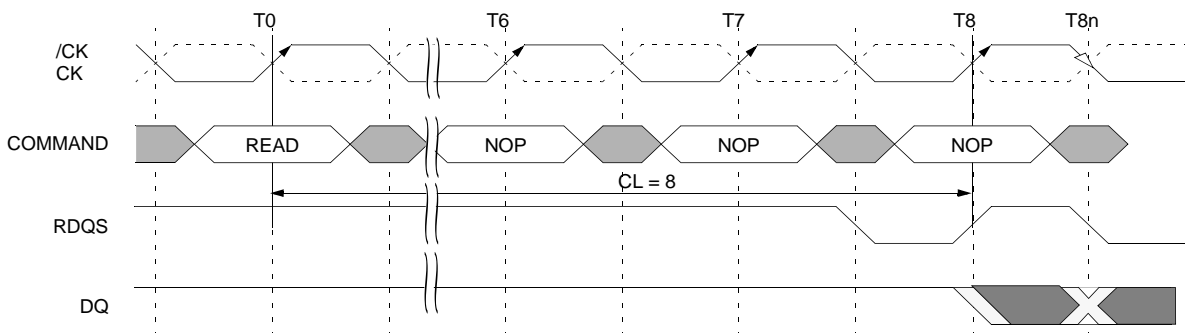 T0 T6 T7 T8 T8n
/CK
CK
COMMAND READ NOP NOP NOP
CL = 8
RDQS
DQ